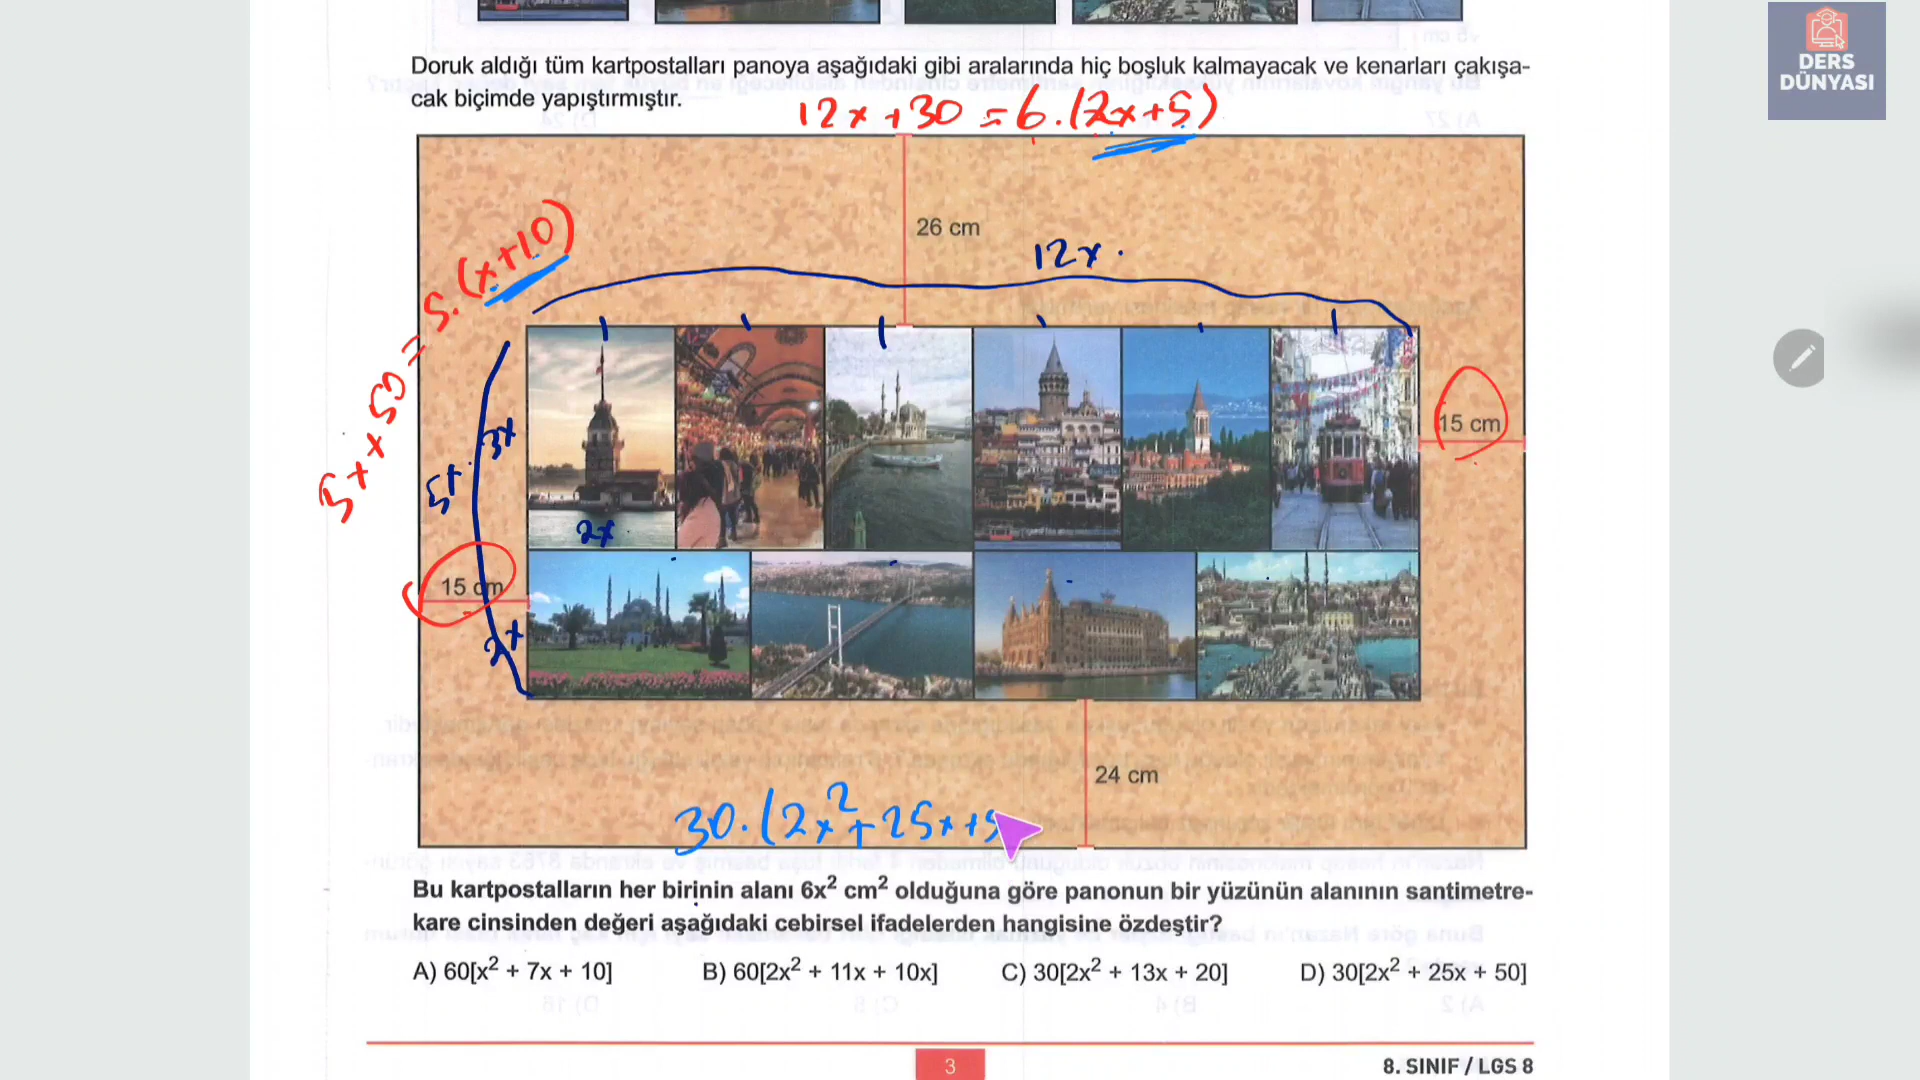 DERS
DÜNYASI
Doruk aldığı tüm kartpostalları panoya aşağıdaki gibi aralarında hiç boşluk kalmayacak ve kenarları çakışa-
cak biçimde yapıştırmıştır.
12x+30 = 6.(2x+5)
26 cm
12x
5x+50 = 5.(x+10)
3x
5x
15 cm
2x
15 cm
2x
24 cm
30.(2x²+25x+5
Bu kartpostalların her birinin alanı 6x² cm² olduğuna göre panonun bir yüzünün alanının santimetre-
kare cinsinden değeri aşağıdaki cebirsel ifadelerden hangisine özdeştir?
A) 60[x² + 7x + 10] B) 60[2x² + 11x + 10x] C) 30[2x² + 13x + 20] D) 30[2x² + 25x + 50]
3
8. SINIF / LGS 8